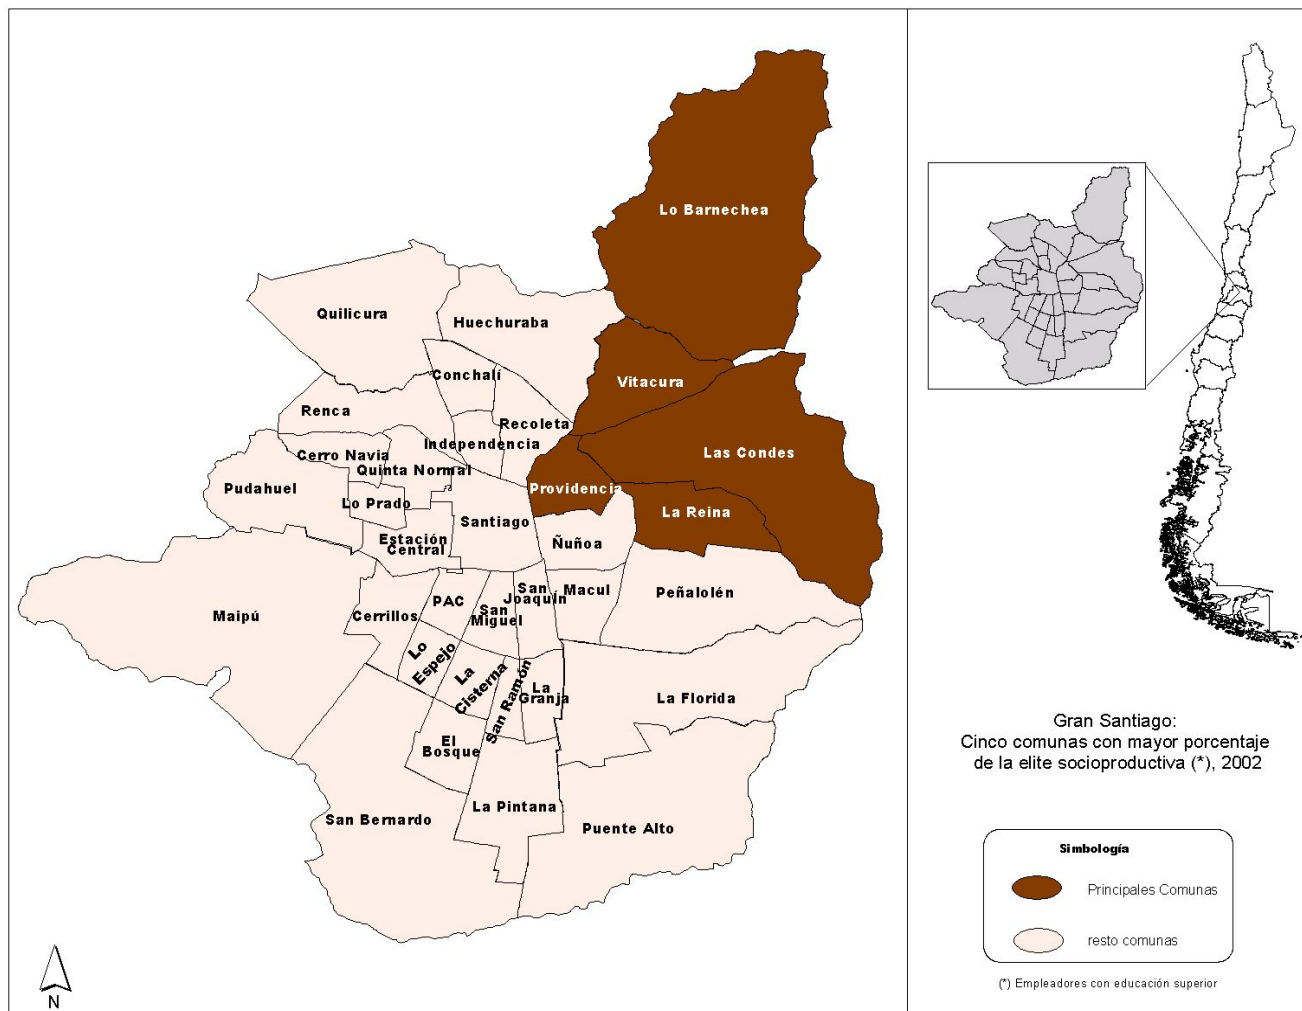 Lo Barnechea
Quilicura
Huechuraba
Conchalí
Vitacura
Renca
Recoleta
Independencia
Las Condes
Cerro Navia
Quinta Normal
Pudahuel
Providencia
Lo Prado
La Reina
Santiago
Estación
Central
Ñuñoa
Maipú
Cerrillos
PAC
San
Miguel
San
Joaquín
Macul
Peñalolén
Lo
Espejo
La
Cisterna
San Ramón
La
Granja
La Florida
El
Bosque
La Pintana
San Bernardo
Puente Alto
N
Gran Santiago:
Cinco comunas con mayor porcentaje
de la elite socioproductiva (*), 2002
Simbología
Principales Comunas
resto comunas
(*) Empleadores con educación superior